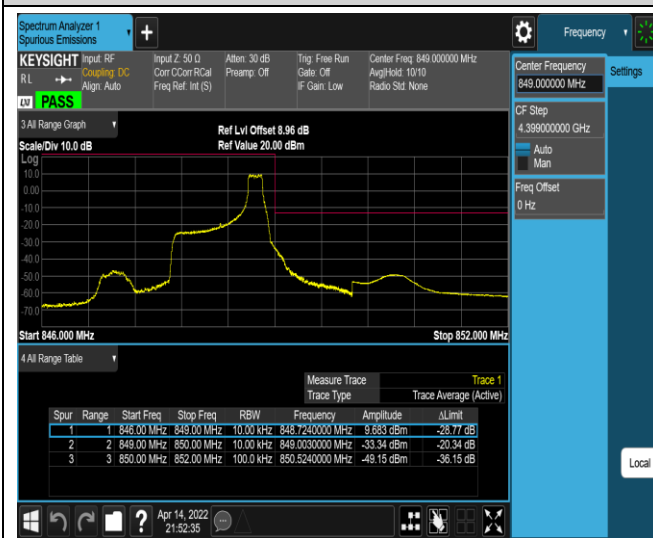 Spectrum Analyzer 1
Spurious Emissions
+
Frequency
KEYSIGHT Input: RF Input Z: 50 Ω Atten: 30 dB Trig: Free Run Center Freq: 849.000000 MHz
RL Coupling: DC Corr CCorr RCal Preamp: Off Gate: Off Avg|Hold: 10/10
Align: Auto Freq Ref: Int (S) IF Gain: Low Radio Std: None
LXI PASS
Center Frequency
849.000000 MHz
Settings
CF Step
4.399000000 GHz
Auto
Man
Freq Offset
0 Hz
3 All Range Graph
Ref Lvl Offset 8.96 dB
Scale/Div 10.0 dB Ref Value 20.00 dBm
Log
10.0
0.00
-10.0
-20.0
-30.0
-40.0
-50.0
-60.0
-70.0
Start 846.000 MHz Stop 852.000 MHz
4 All Range Table
Measure Trace Trace 1
Trace Type Trace Average (Active)
Spur Range Start Freq Stop Freq RBW Frequency Amplitude ΔLimit
1 1 846.00 MHz 849.00 MHz 10.00 kHz 848.7240000 MHz 9.683 dBm -28.77 dB
2 2 849.00 MHz 850.00 MHz 10.00 kHz 849.0030000 MHz -33.34 dBm -20.34 dB
3 3 850.00 MHz 852.00 MHz 100.0 kHz 850.5240000 MHz -49.15 dBm -36.15 dB
Local
?
Apr 14, 2022
21:52:35